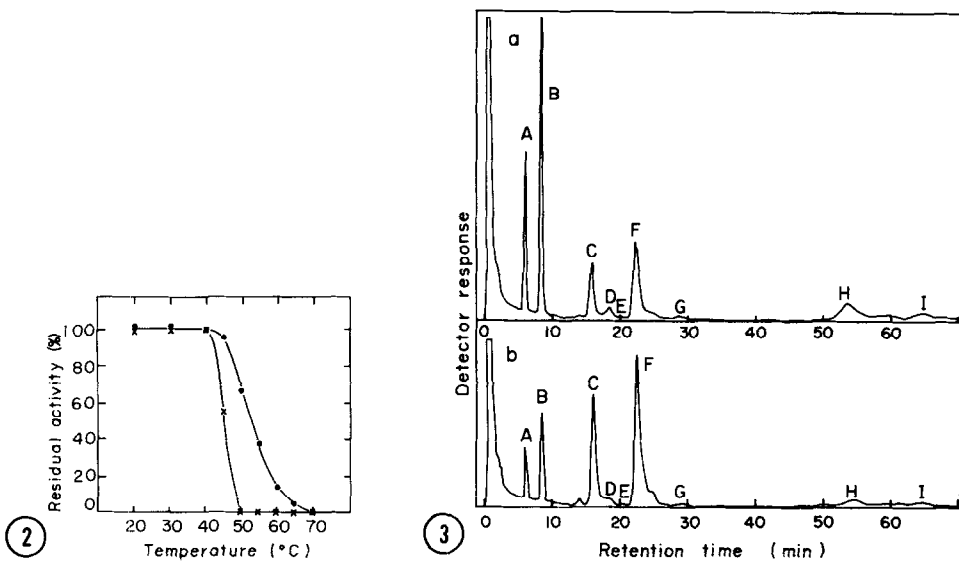 100
80
60
40
20
0
Residual activity (%)
20 30 40 50 60 70
Temperature (°C)
2
a
A
B
C
D
E
F
G
H
I
0 10 20 30 40 50 60
b
A
B
C
D
E
F
G
H
I
0 10 20 30 40 50 60
Detector response
Retention time (min)
3